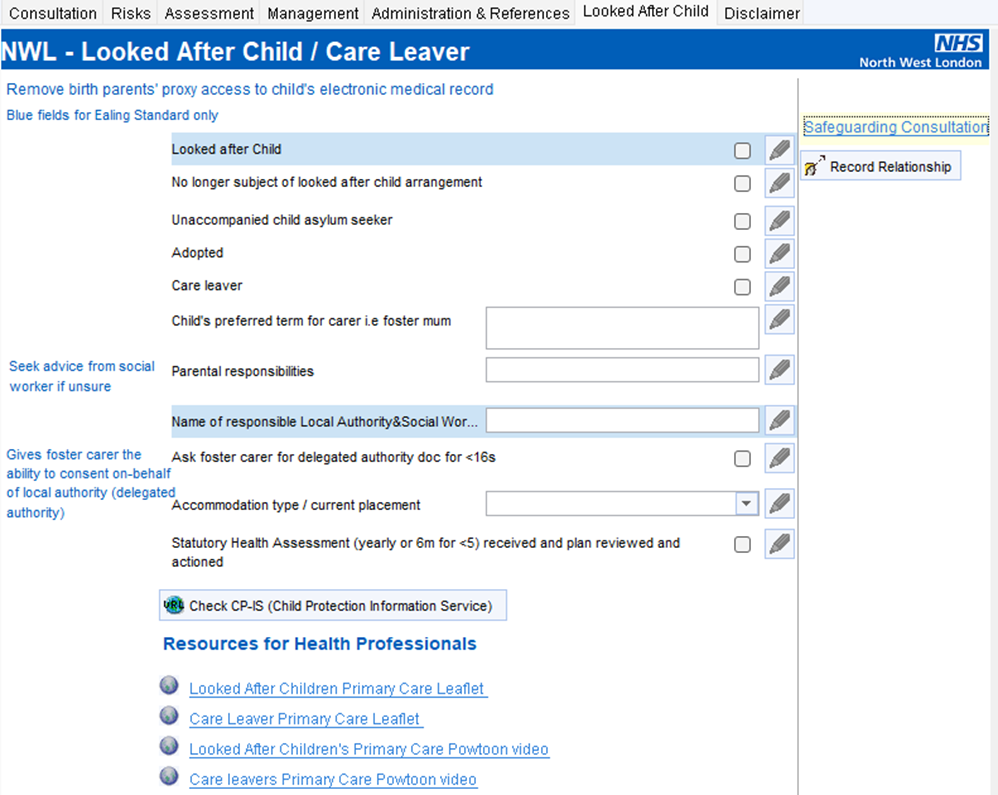 Consultation Risks Assessment Management Administration & References Looked After Child Disclaimer
NWL - Looked After Child / Care Leaver
NHS
North West London
Remove birth parents' proxy access to child's electronic medical record
Blue fields for Ealing Standard only
Safeguarding Consultation
Looked after Child
Record Relationship
No longer subject of looked after child arrangement
Unaccompanied child asylum seeker
Adopted
Care leaver
Child's preferred term for carer i.e foster mum
Seek advice from social
worker if unsure
Parental responsibilities
Name of responsible Local Authority&Social Wor...
Gives foster carer the
ability to consent on-behalf
of local authority (delegated
authority)
Ask foster carer for delegated authority doc for <16s
Accommodation type / current placement
Statutory Health Assessment (yearly or 6m for <5) received and plan reviewed and
actioned
URL Check CP-IS (Child Protection Information Service)
Resources for Health Professionals
Looked After Children Primary Care Leaflet
Care Leaver Primary Care Leaflet
Looked After Children's Primary Care Powtoon video
Care leavers Primary Care Powtoon video